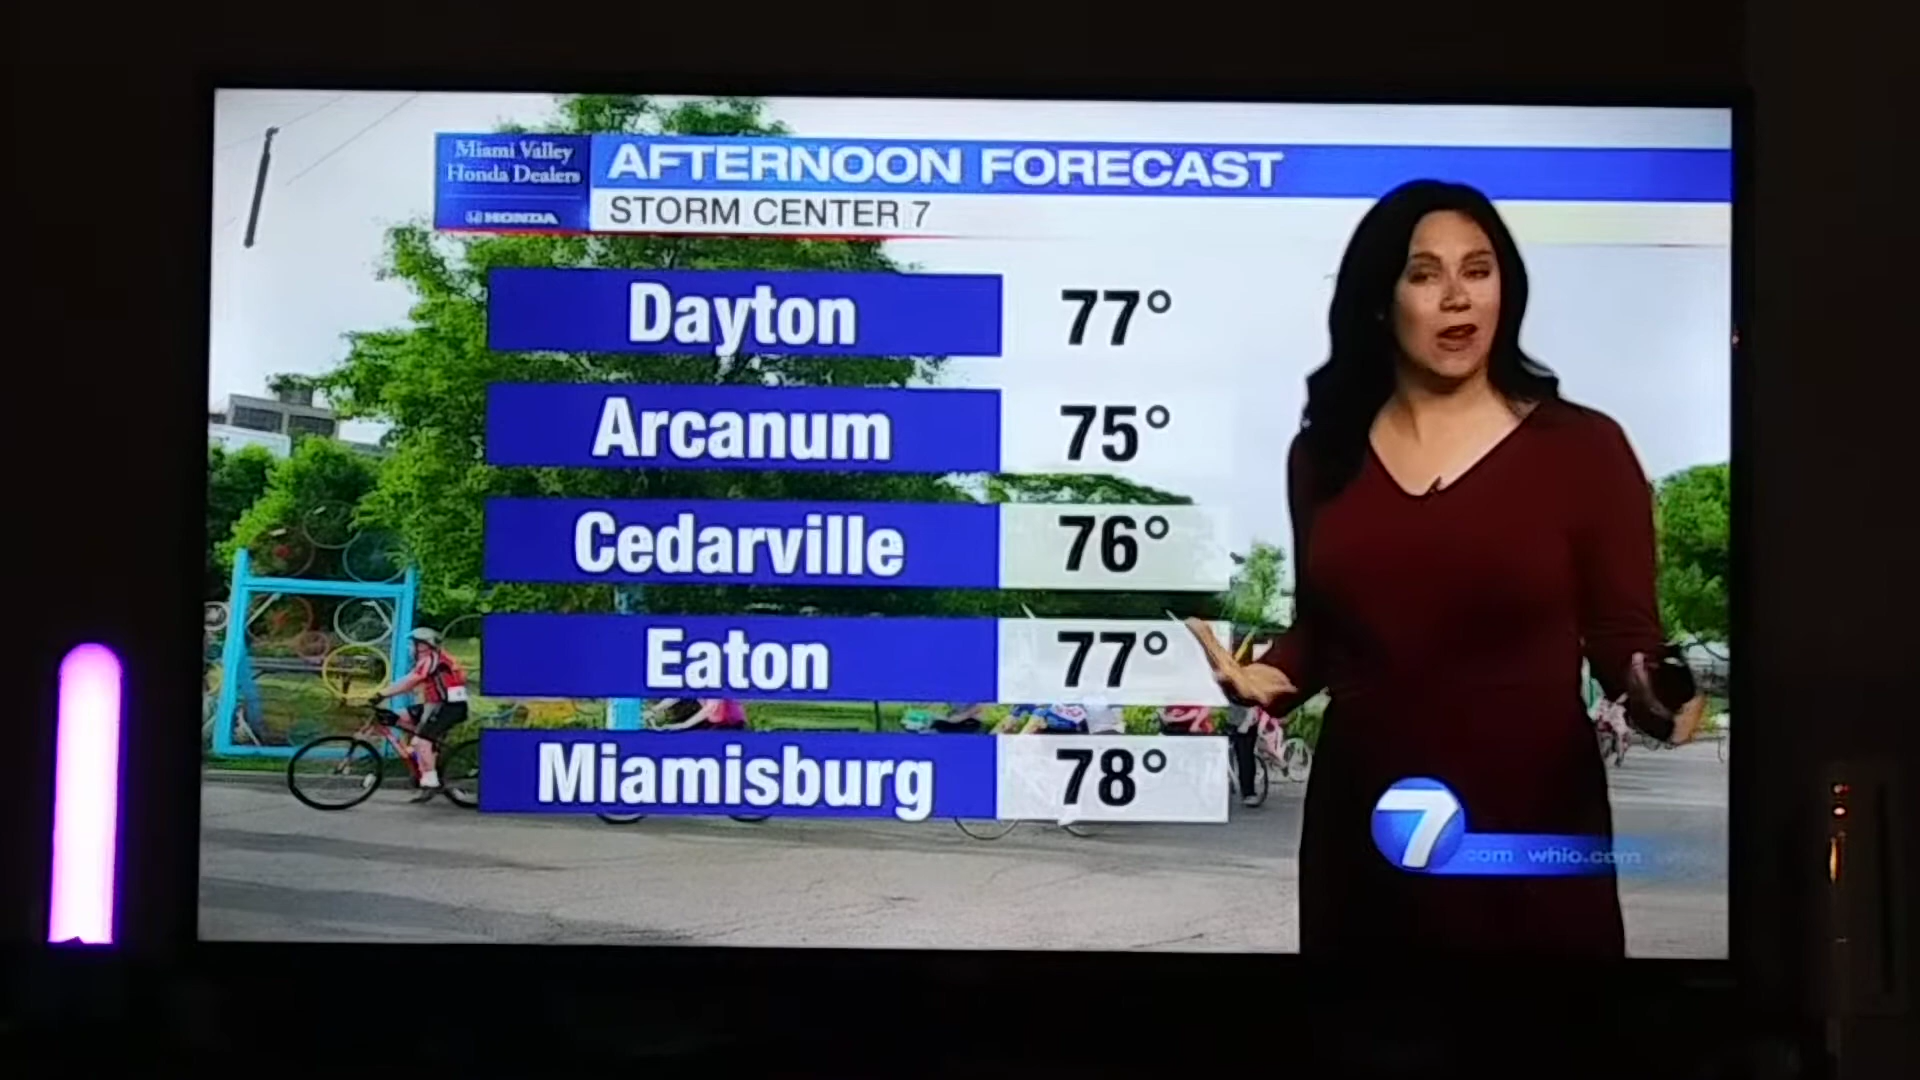 Miami Valley
Honda Dealers
HONDA
AFTERNOON FORECAST
STORM CENTER 7
Dayton 77°
Arcanum 75°
Cedarville 76°
Eaton 77°
Miamisburg 78°
7
com whio.com